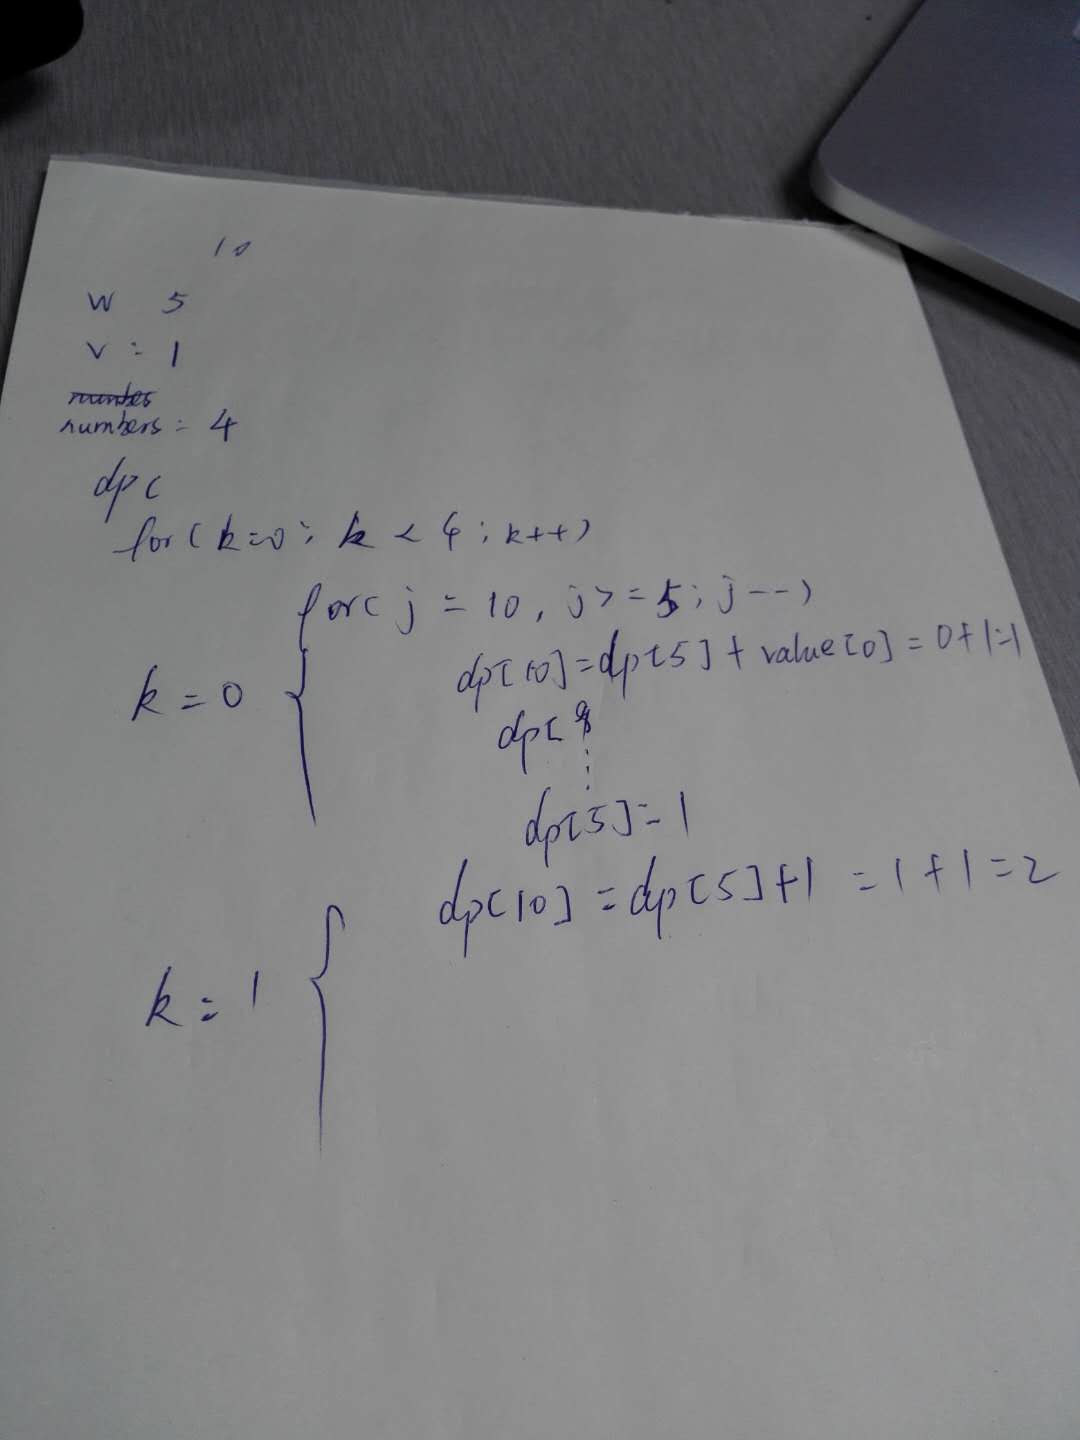 10
W 5
V = 1
numbers = 4
dp [
for( k=0; k < 4 ; k++)
for( j = 10, j >= 5; j--)
dp[10]=dp[5] + value[0] = 0+1=1
k = 0
dp[ 9
⋮
dp[5]=1
dp[10] = dp[5]+1 = 1+1=2
k = 1